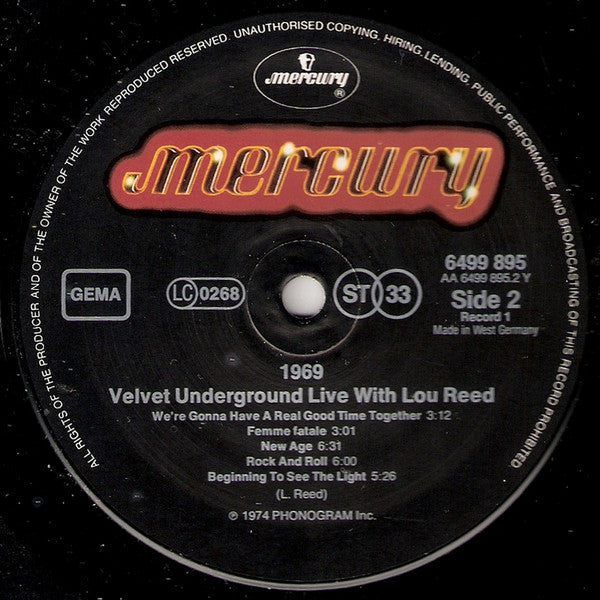 ALL RIGHTS OF THE PRODUCER AND OF THE OWNER OF THE WORK REPRODUCED RESERVED. UNAUTHORISED COPYING, HIRING, LENDING, PUBLIC PERFORMANCE AND BROADCASTING OF THIS RECORD PROHIBITED
mercury ®
mercury
GEMA
LC 0268
ST 33
6499 895
AA 6499 895.2 Y
Side 2
Record 1
Made in West Germany
1969
Velvet Underground Live With Lou Reed
We're Gonna Have A Real Good Time Together 3:12
Femme fatale 3:01
New Age 6:31
Rock And Roll 6:00
Beginning To See The Light 5:26
(L. Reed)
℗ 1974 PHONOGRAM Inc.